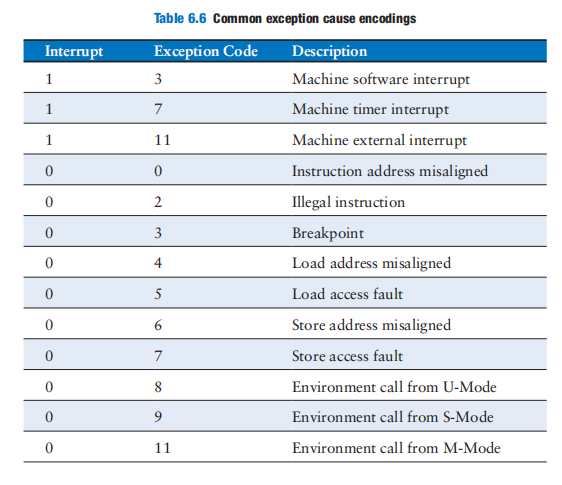 Table 6.6 Common exception cause encodings
Interrupt Exception Code Description
1 3 Machine software interrupt
1 7 Machine timer interrupt
1 11 Machine external interrupt
0 0 Instruction address misaligned
0 2 Illegal instruction
0 3 Breakpoint
0 4 Load address misaligned
0 5 Load access fault
0 6 Store address misaligned
0 7 Store access fault
0 8 Environment call from U-Mode
0 9 Environment call from S-Mode
0 11 Environment call from M-Mode